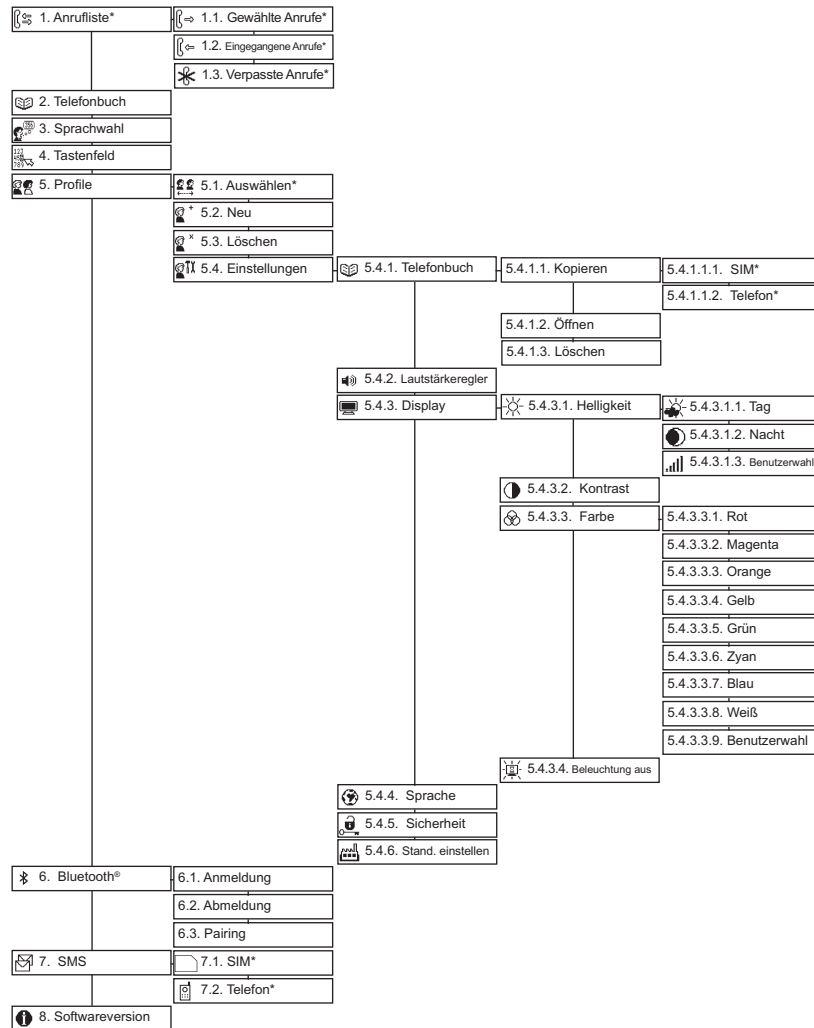 1. Anrufliste*
1.1. Gewählte Anrufe*
1.2. Eingegangene Anrufe*
1.3. Verpasste Anrufe*
2. Telefonbuch
3. Sprachwahl
4. Tastenfeld
5. Profile
5.1. Auswählen*
5.2. Neu
5.3. Löschen
5.4. Einstellungen
5.4.1. Telefonbuch
5.4.1.1. Kopieren
5.4.1.1.1. SIM*
5.4.1.1.2. Telefon*
5.4.1.2. Öffnen
5.4.1.3. Löschen
5.4.2. Lautstärkeregler
5.4.3. Display
5.4.3.1. Helligkeit
5.4.3.1.1. Tag
5.4.3.1.2. Nacht
5.4.3.1.3. Benutzerwahl
5.4.3.2. Kontrast
5.4.3.3. Farbe
5.4.3.3.1. Rot
5.4.3.3.2. Magenta
5.4.3.3.3. Orange
5.4.3.3.4. Gelb
5.4.3.3.5. Grün
5.4.3.3.6. Zyan
5.4.3.3.7. Blau
5.4.3.3.8. Weiß
5.4.3.3.9. Benutzerwahl
5.4.3.4. Beleuchtung aus
5.4.4. Sprache
5.4.5. Sicherheit
5.4.6. Stand. einstellen
6. Bluetooth®
6.1. Anmeldung
6.2. Abmeldung
6.3. Pairing
7. SMS
7.1. SIM*
7.2. Telefon*
8. Softwareversion